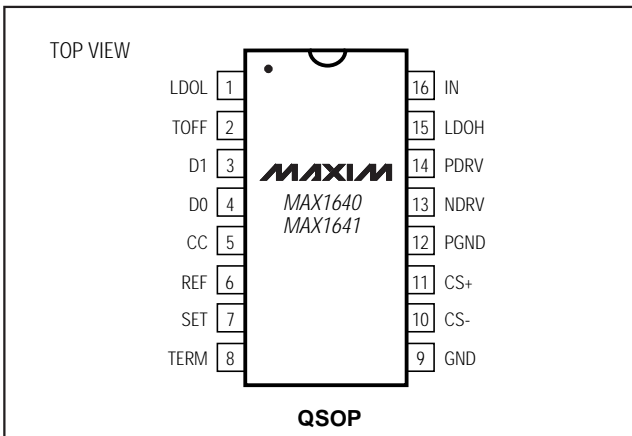 TOP VIEW
LDOL 1
TOFF 2
D1 3
D0 4
CC 5
REF 6
SET 7
TERM 8
MAXIM
MAX1640
MAX1641
16 IN
15 LDOH
14 PDRV
13 NDRV
12 PGND
11 CS+
10 CS-
9 GND
QSOP